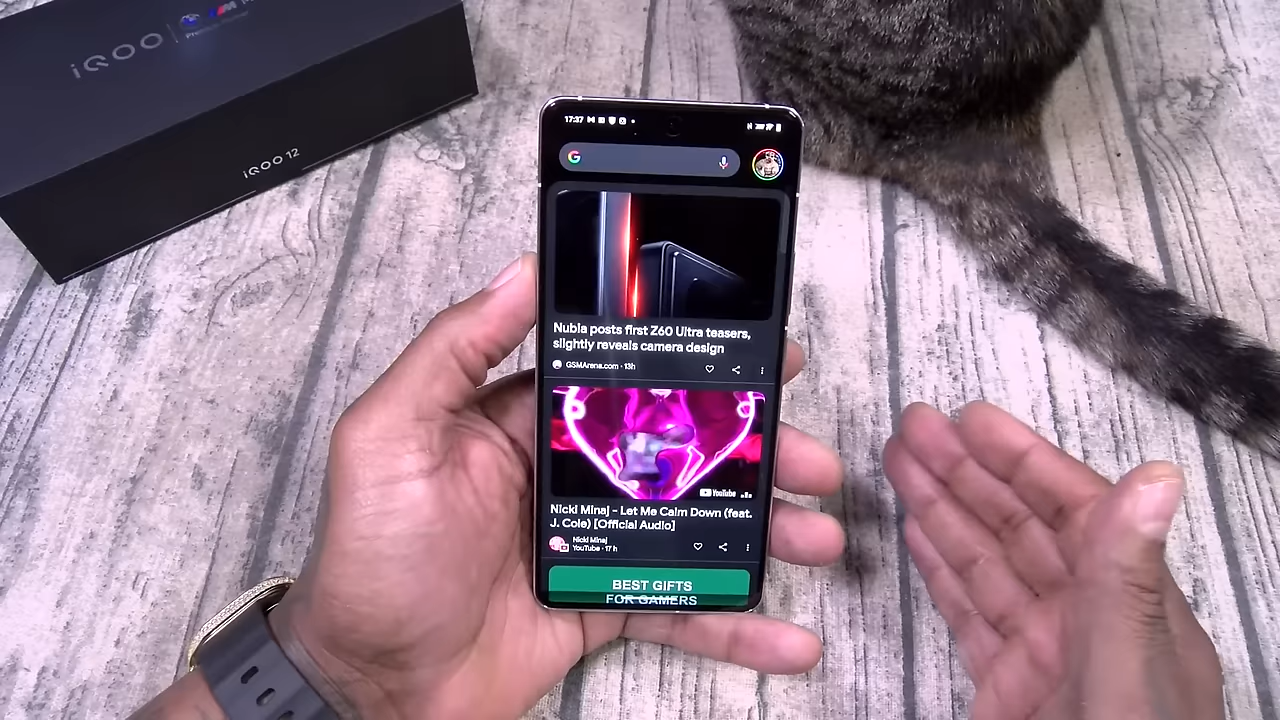 iQOO
iQOO 12
17:37
Nubia posts first Z60 Ultra teasers,
slightly reveals camera design
GSMArena.com · 13h
YouTube
Nicki Minaj - Let Me Calm Down (feat.
J. Cole) [Official Audio]
Nicki Minaj
YouTube · 17 h
BEST GIFTS
FOR GAMERS